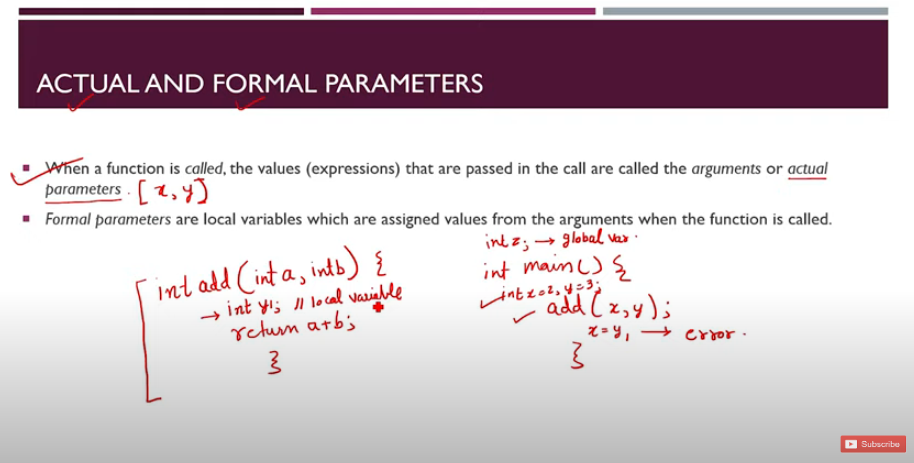 ACTUAL AND FORMAL PARAMETERS
When a function is called, the values (expressions) that are passed in the call are called the arguments or actual
parameters . [x, y]
Formal parameters are local variables which are assigned values from the arguments when the function is called.
int add(int a, int b) {
→ int y1; // local variable
return a+b;
}
int z; → global var.
int main() {
int x=2, y=3;
add(x,y);
x=y1 → error.
}
Subscribe